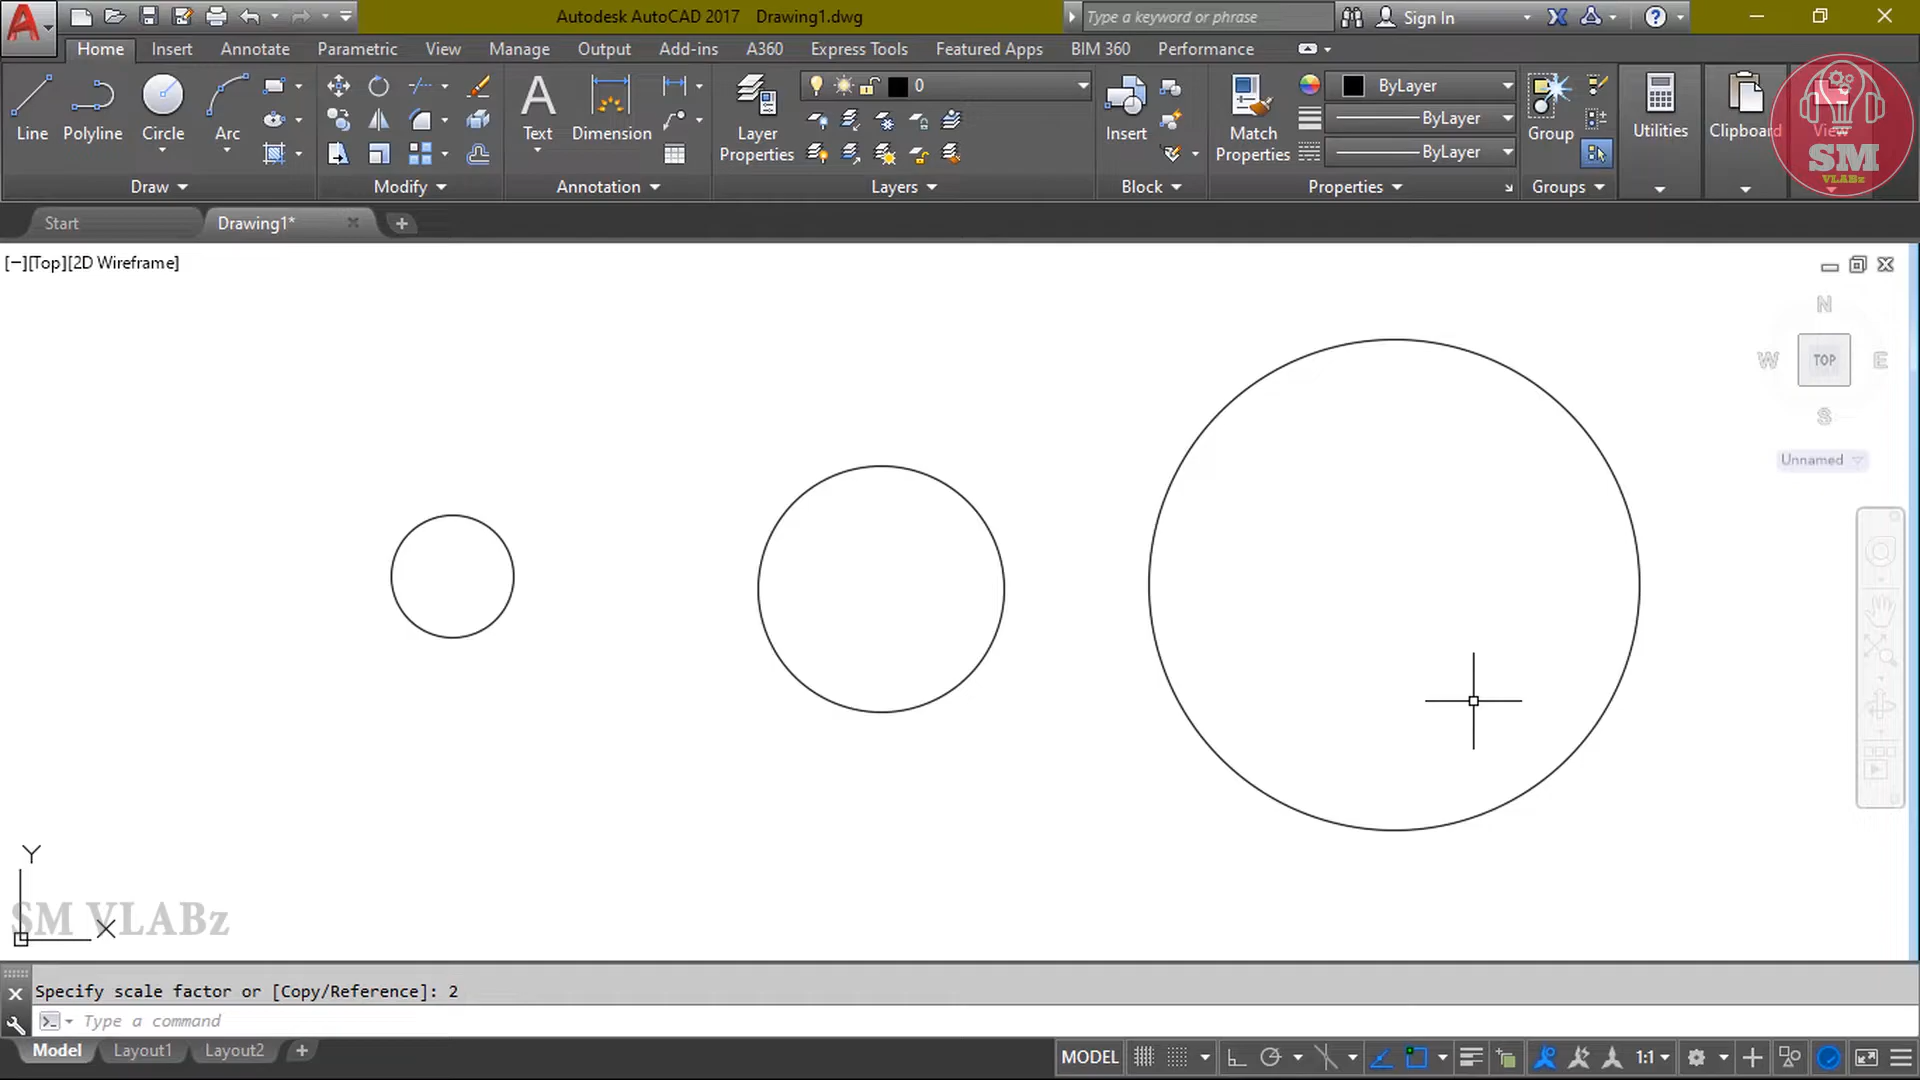 Autodesk AutoCAD 2017 Drawing1.dwg
Type a keyword or phrase
Sign In
Home Insert Annotate Parametric View Manage Output Add-ins A360 Express Tools Featured Apps BIM 360 Performance
Line Polyline Circle Arc
Draw
Modify
Text Dimension
Annotation
Layer Properties
0
Layers
Insert
Block
Match Properties
ByLayer
ByLayer
ByLayer
Properties
Group
Groups
Utilities
Clipboard
View
SM
VLABz
Start
Drawing1*
[−][Top][2D Wireframe]
N
W TOP E
S
Unnamed
Y
X
SM VLABz
Specify scale factor or [Copy/Reference]: 2
Type a command
Model Layout1 Layout2
MODEL
1:1